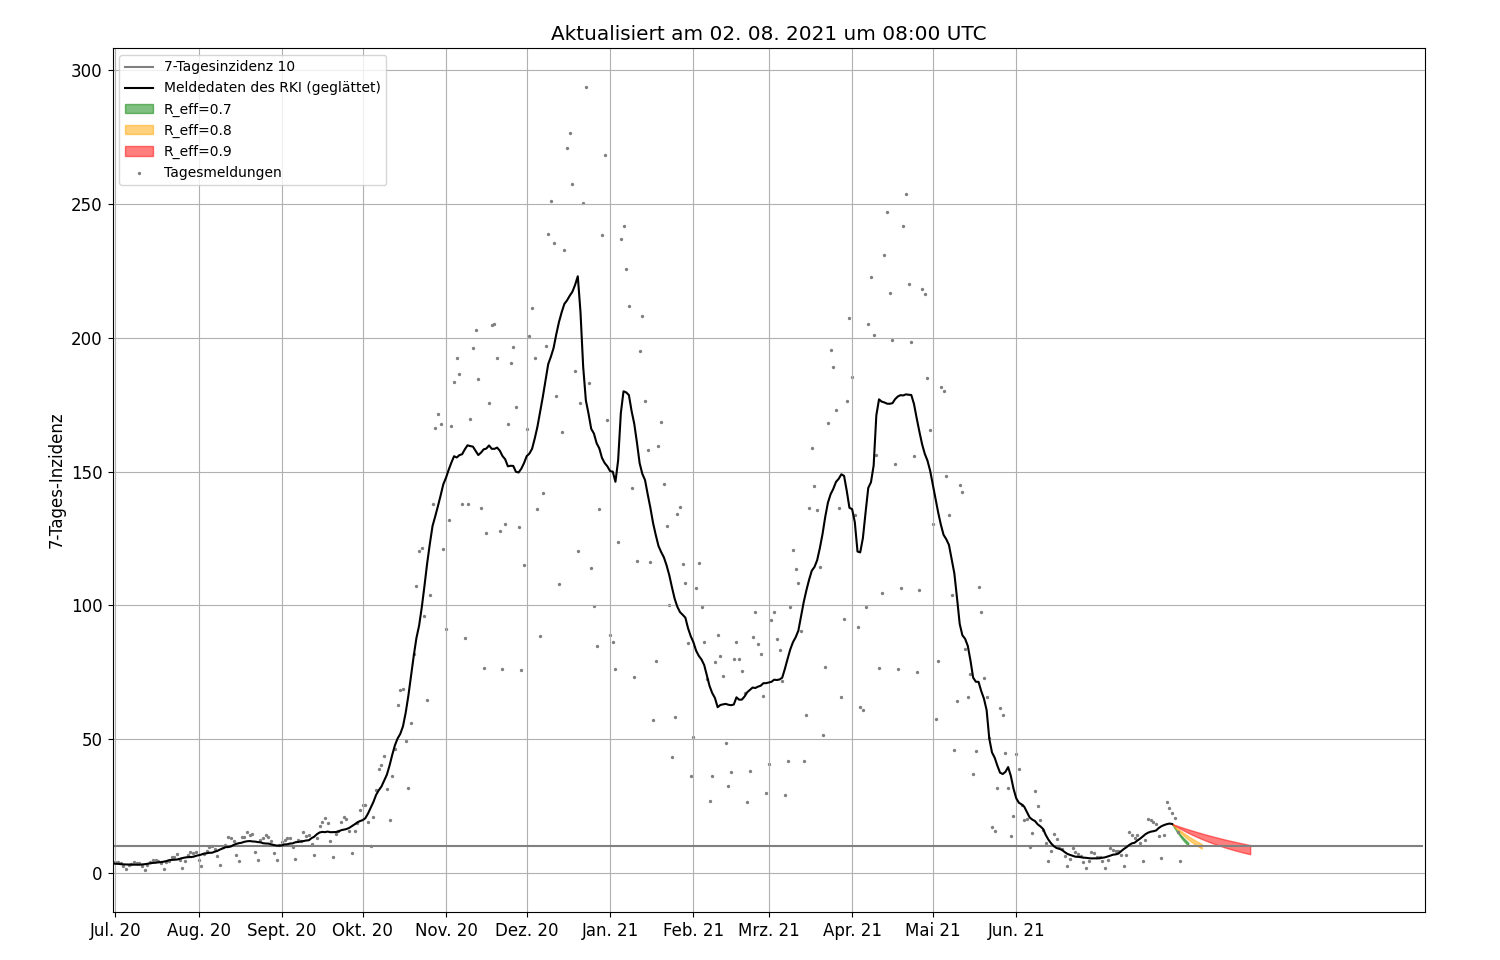 Aktualisiert am 02. 08. 2021 um 08:00 UTC
7-Tagesinzidenz 10
Meldedaten des RKI (geglättet)
R_eff=0.7
R_eff=0.8
R_eff=0.9
Tagesmeldungen
7-Tages-Inzidenz
300
250
200
150
100
50
0
Jul. 20 Aug. 20 Sept. 20 Okt. 20 Nov. 20 Dez. 20 Jan. 21 Feb. 21 Mrz. 21 Apr. 21 Mai 21 Jun. 21